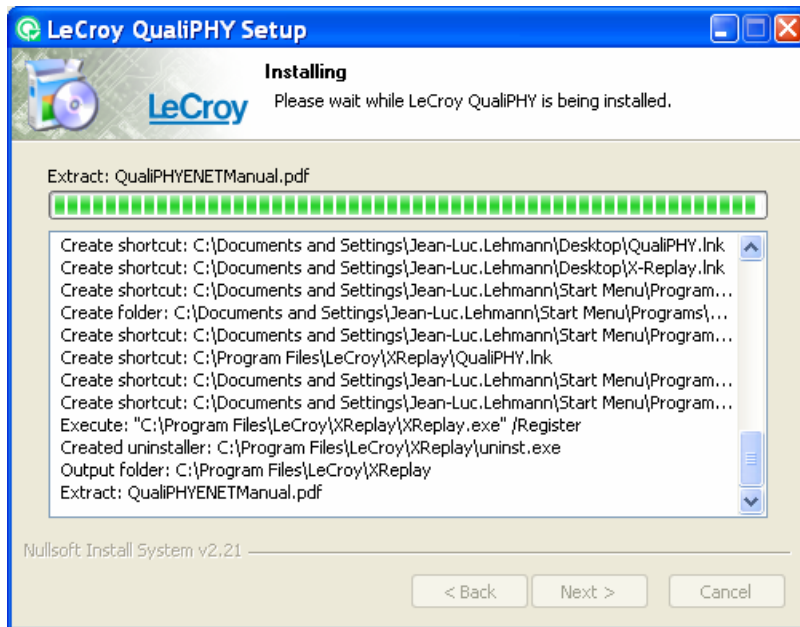 LeCroy QualiPHY Setup
Installing
Please wait while LeCroy QualiPHY is being installed.
LeCroy
Extract: QualiPHYENETManual.pdf
Create shortcut: C:\Documents and Settings\Jean-Luc.Lehmann\Desktop\QualiPHY.lnk
Create shortcut: C:\Documents and Settings\Jean-Luc.Lehmann\Desktop\X-Replay.lnk
Create shortcut: C:\Documents and Settings\Jean-Luc.Lehmann\Start Menu\Program...
Create folder: C:\Documents and Settings\Jean-Luc.Lehmann\Start Menu\Programs\...
Create shortcut: C:\Documents and Settings\Jean-Luc.Lehmann\Start Menu\Program...
Create shortcut: C:\Program Files\LeCroy\XReplay\QualiPHY.lnk
Create shortcut: C:\Documents and Settings\Jean-Luc.Lehmann\Start Menu\Program...
Create shortcut: C:\Documents and Settings\Jean-Luc.Lehmann\Start Menu\Program...
Execute: "C:\Program Files\LeCroy\XReplay\XReplay.exe" /Register
Created uninstaller: C:\Program Files\LeCroy\XReplay\uninst.exe
Output folder: C:\Program Files\LeCroy\XReplay
Extract: QualiPHYENETManual.pdf
Nullsoft Install System v2.21
< Back Next > Cancel